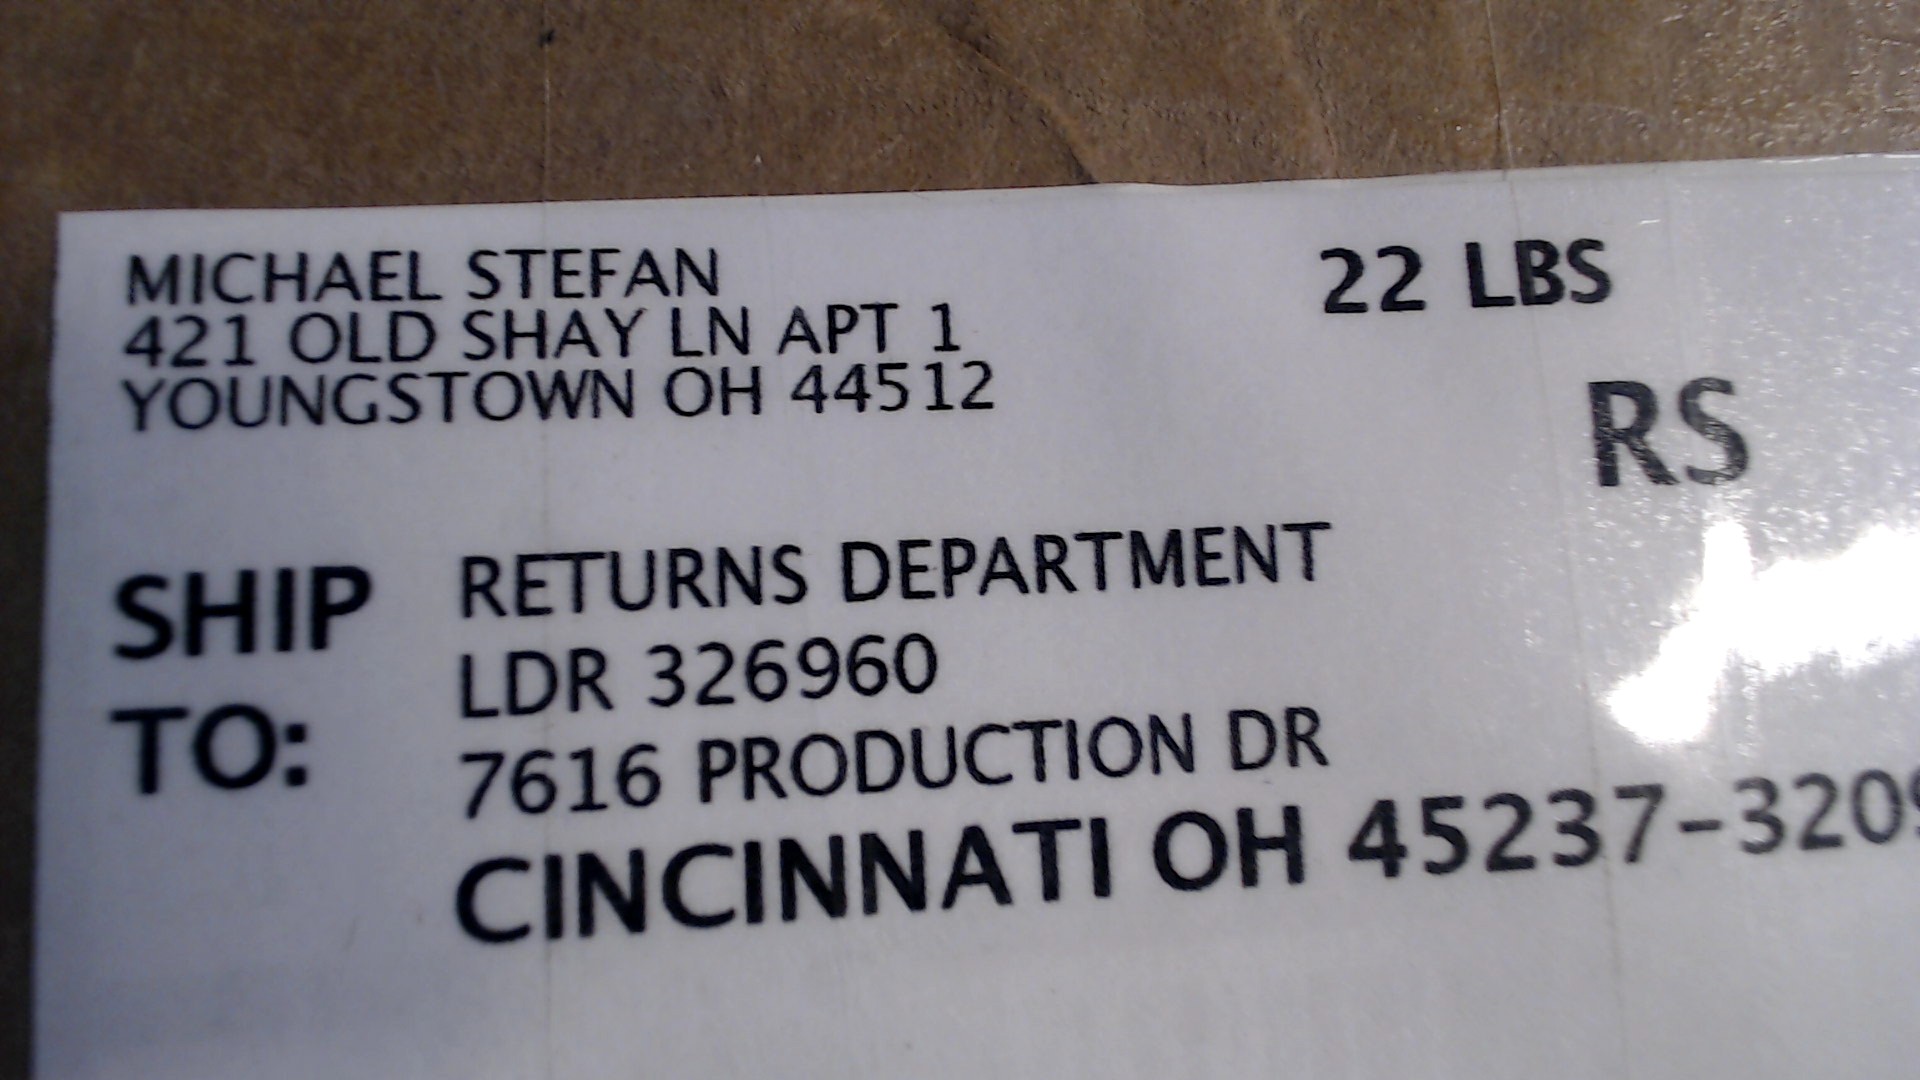 MICHAEL STEFAN
421 OLD SHAY LN APT 1
YOUNGSTOWN OH 44512
22 LBS
RS
SHIP TO:
RETURNS DEPARTMENT
LDR 326960
7616 PRODUCTION DR
CINCINNATI OH 45237-3209